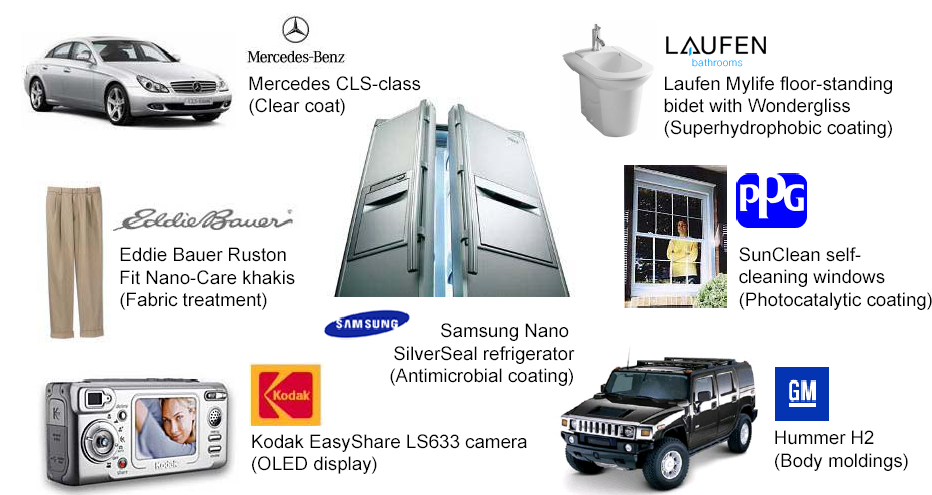 Mercedes-Benz
Mercedes CLS-class
(Clear coat)
LAUFEN
bathrooms
Laufen Mylife floor-standing
bidet with Wondergliss
(Superhydrophobic coating)
Eddie Bauer
Eddie Bauer Ruston
Fit Nano-Care khakis
(Fabric treatment)
PPG
SunClean self-
cleaning windows
(Photocatalytic coating)
SAMSUNG
Samsung Nano
SilverSeal refrigerator
(Antimicrobial coating)
Kodak
Kodak EasyShare LS633 camera
(OLED display)
Kodak
GM
Hummer H2
(Body moldings)